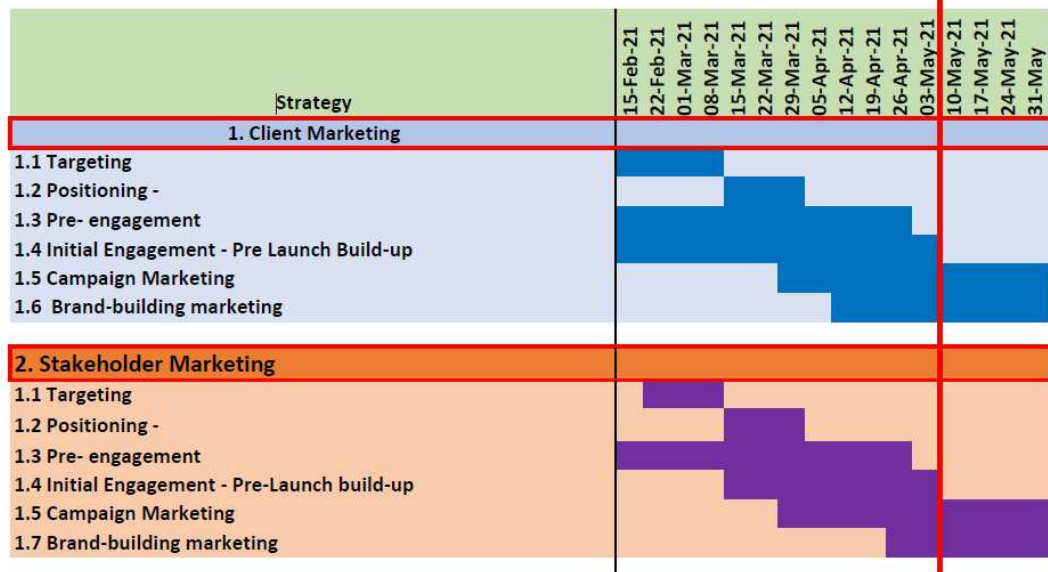 Strategy
15-Feb-21
22-Feb-21
01-Mar-21
08-Mar-21
15-Mar-21
22-Mar-21
29-Mar-21
05-Apr-21
12-Apr-21
19-Apr-21
26-Apr-21
03-May-21
10-May-21
17-May-21
24-May-21
31-May
1. Client Marketing
1.1 Targeting
1.2 Positioning -
1.3 Pre- engagement
1.4 Initial Engagement - Pre Launch Build-up
1.5 Campaign Marketing
1.6 Brand-building marketing
2. Stakeholder Marketing
1.1 Targeting
1.2 Positioning -
1.3 Pre- engagement
1.4 Initial Engagement - Pre-Launch build-up
1.5 Campaign Marketing
1.7 Brand-building marketing